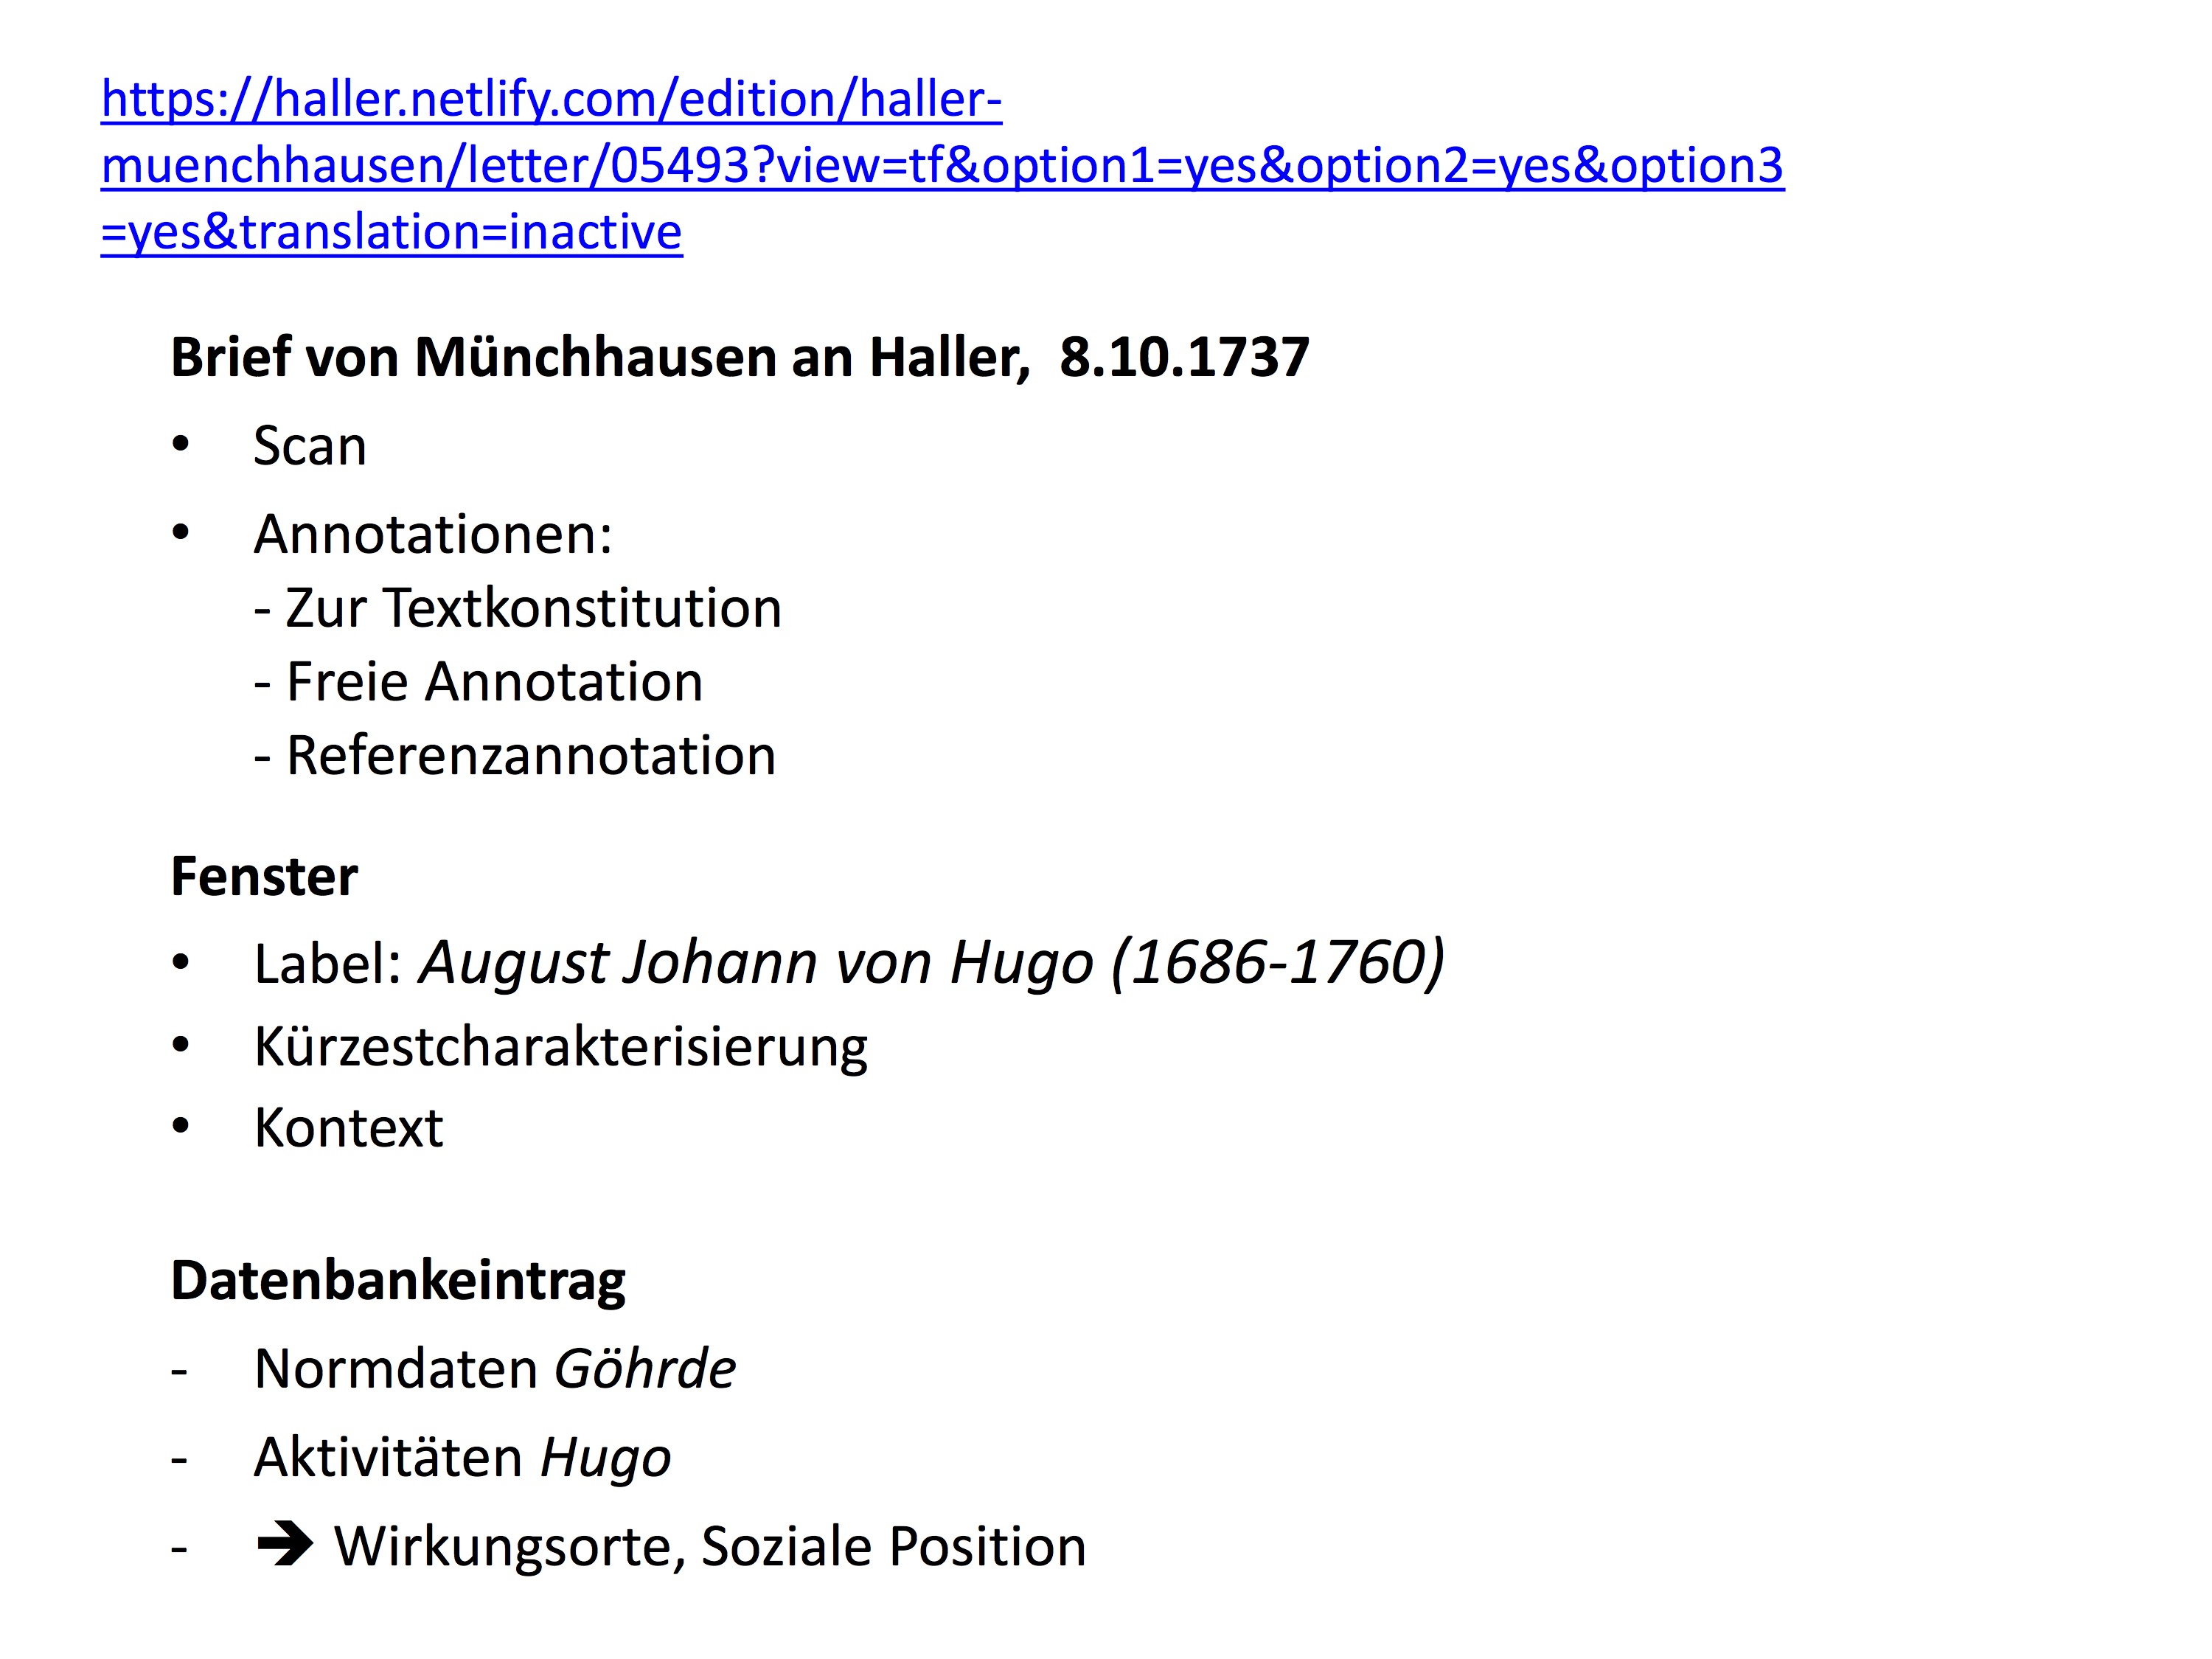 https://haller.netlify.com/edition/haller-
muenchhausen/letter/05493?view=tf&option1=yes&option2=yes&option3
=yes&translation=inactive
Brief von Münchhausen an Haller,  8.10.1737
• Scan
• Annotationen:
- Zur Textkonstitution
- Freie Annotation
- Referenzannotation
Fenster
• Label: August Johann von Hugo (1686-1760)
• Kürzestcharakterisierung
• Kontext
Datenbankeintrag
- Normdaten Göhrde
- Aktivitäten Hugo
- ➔ Wirkungsorte, Soziale Position